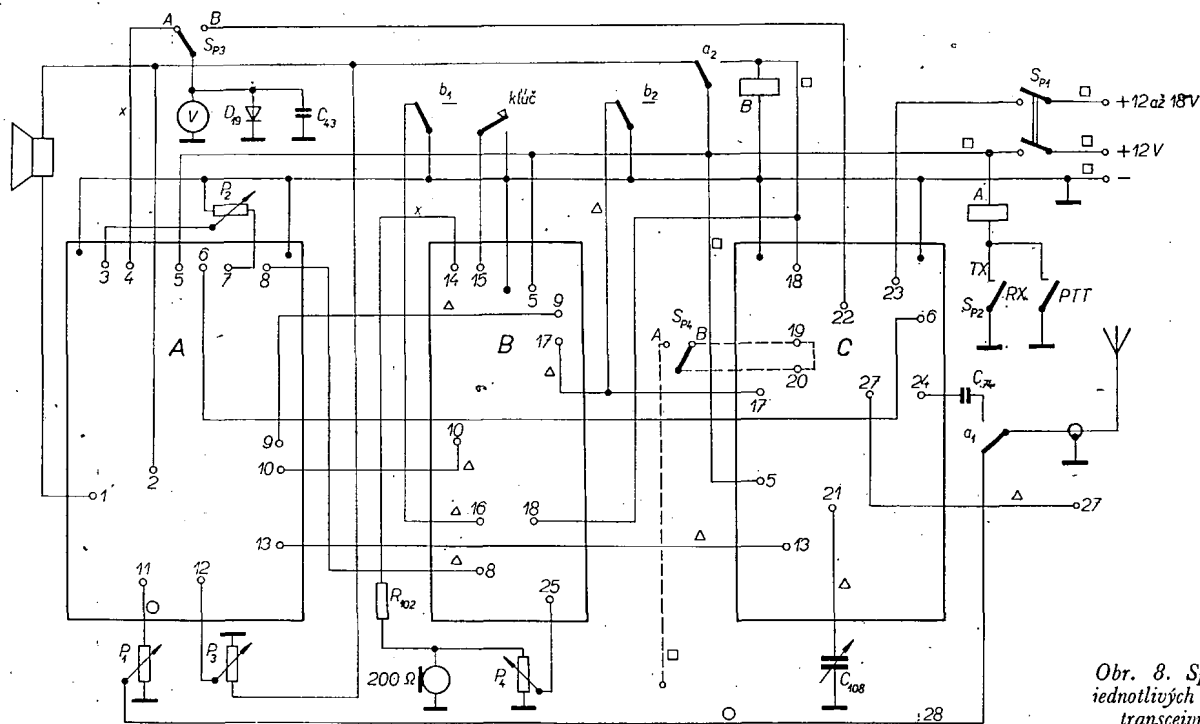 A B
S_P3
x
V D_19 C_43
b_1
kľúč
b_2
a_2
B
S_P1
+12 až 18 V
+12 V
–
A
TX RX
S_P2
PTT
P_2
x
3 4 5 6 7 8
14 15 5 9
18 22 23 6
A B C
17
S_P4
A B
19
20
17
27 24
C_74
a_1
9
10
10
2
1
16 18
8
5
21
27
13
13
11 12
25
P_1 P_3
R_102
200 Ω
P_4
C_108
28
Obr. 8.
jednotlivých